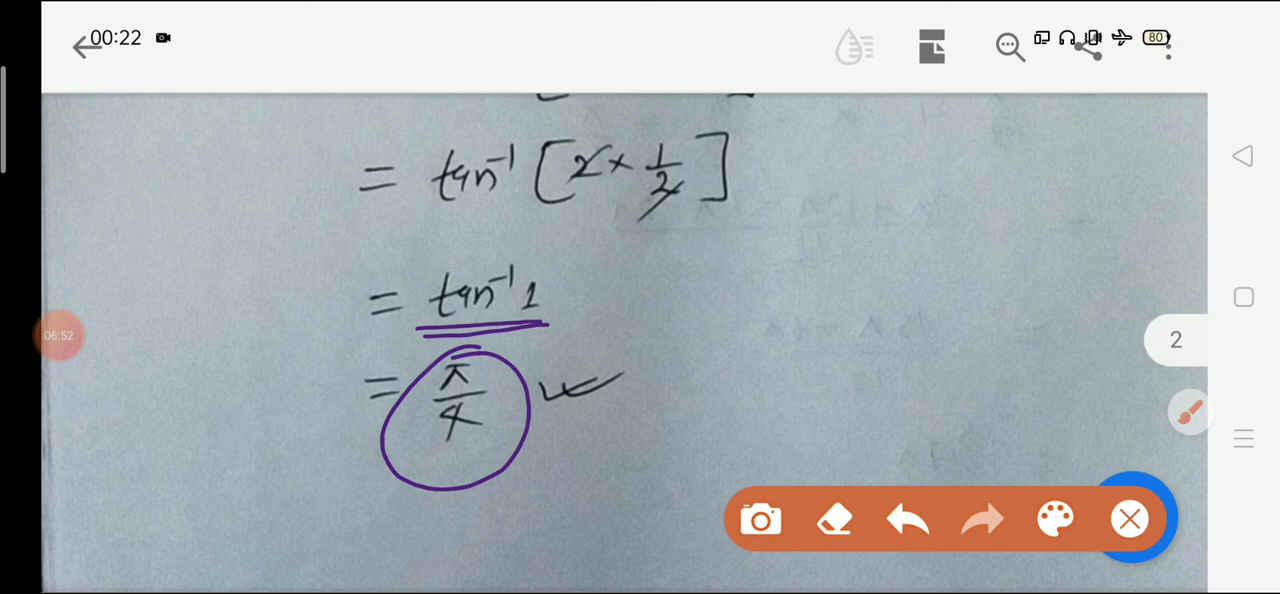 00:22
80
= tan⁻¹ [2 × 1/2]
= tan⁻¹ 1
06:52
= π/4
2